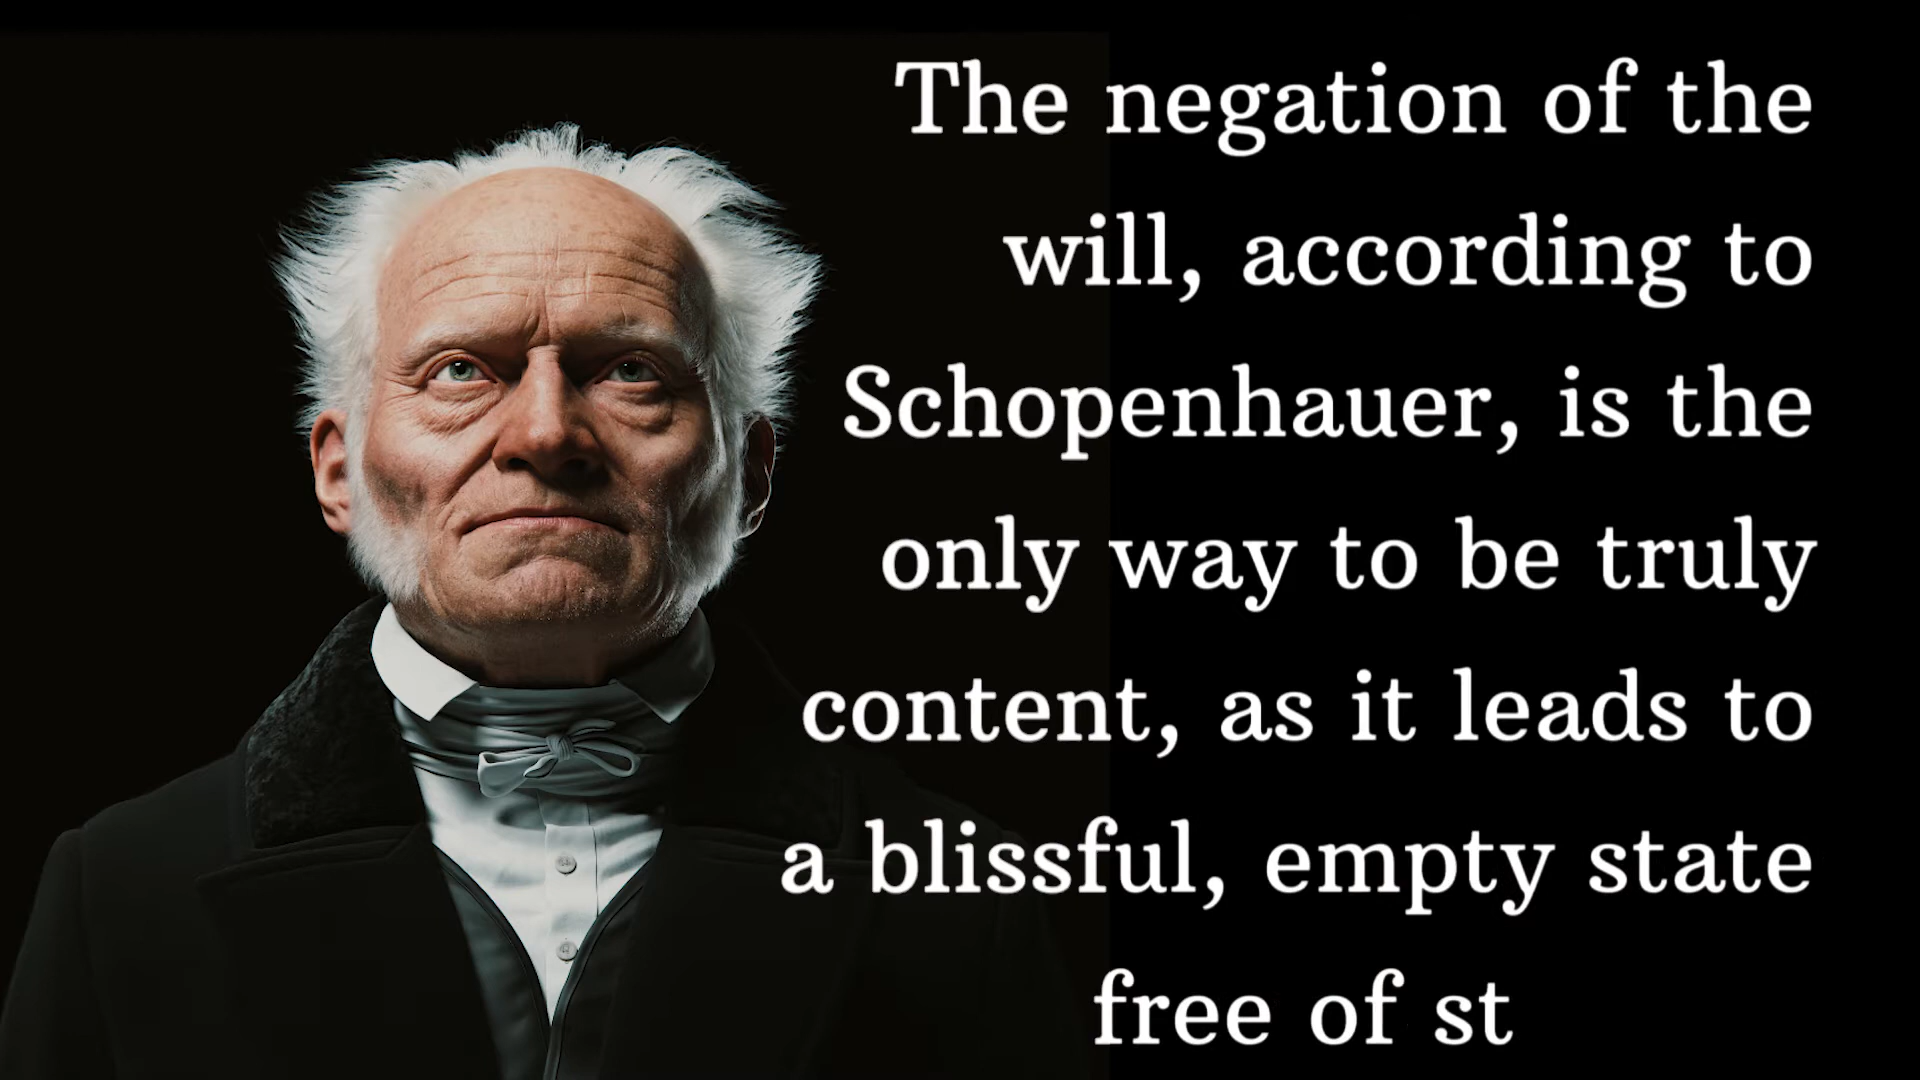 The negation of the
will, according to
Schopenhauer, is the
only way to be truly
content, as it leads to
a blissful, empty state
free of st